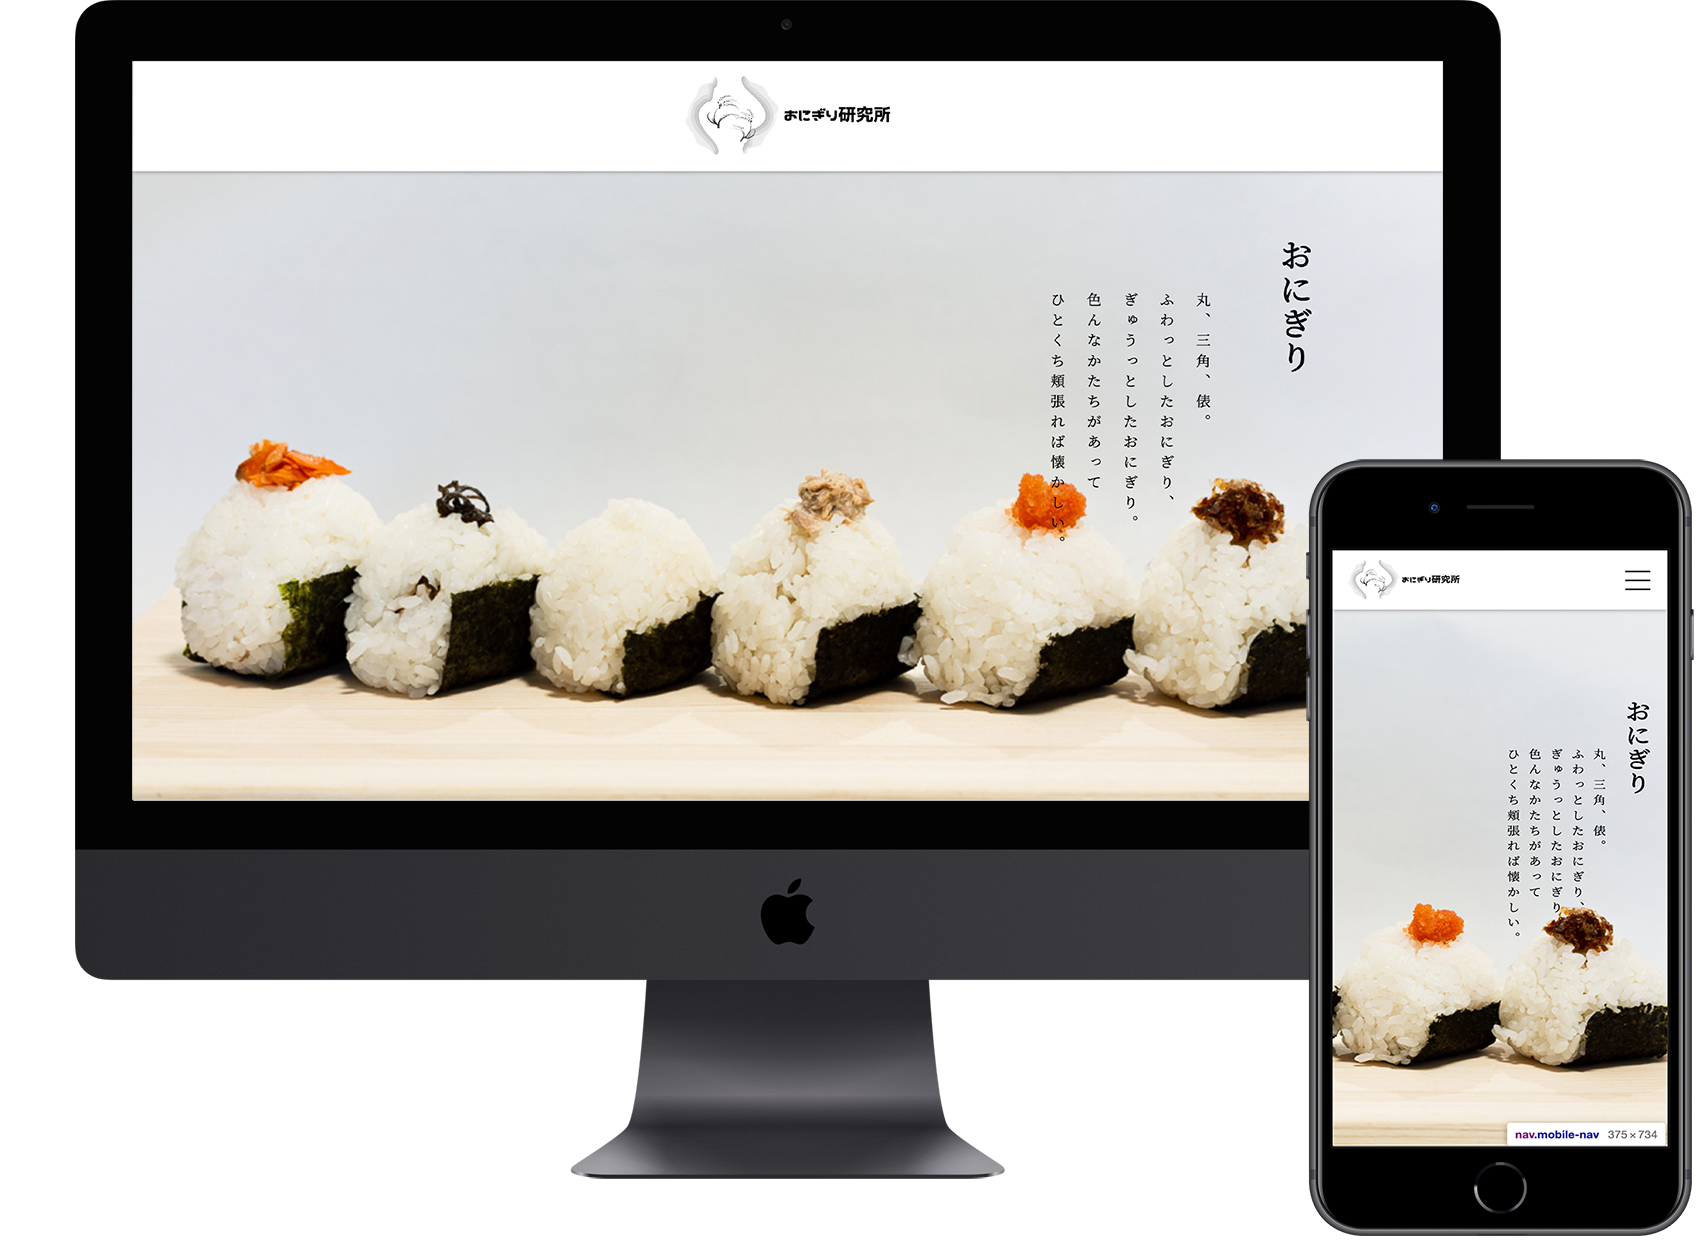 おにぎり研究所
おにぎり
丸、三角、俵。
ふわっとしたおにぎり、
ぎゅうっとしたおにぎり。
色んなかたちがあって
ひとくち頬張れば懐かしい。
おにぎり研究所
おにぎり
丸、三角、俵。
ふわっとしたおにぎり、
ぎゅうっとしたおにぎり
色んなかたちがあって
ひとくち頬張れば懐かしい。
nav.mobile-nav 375×734